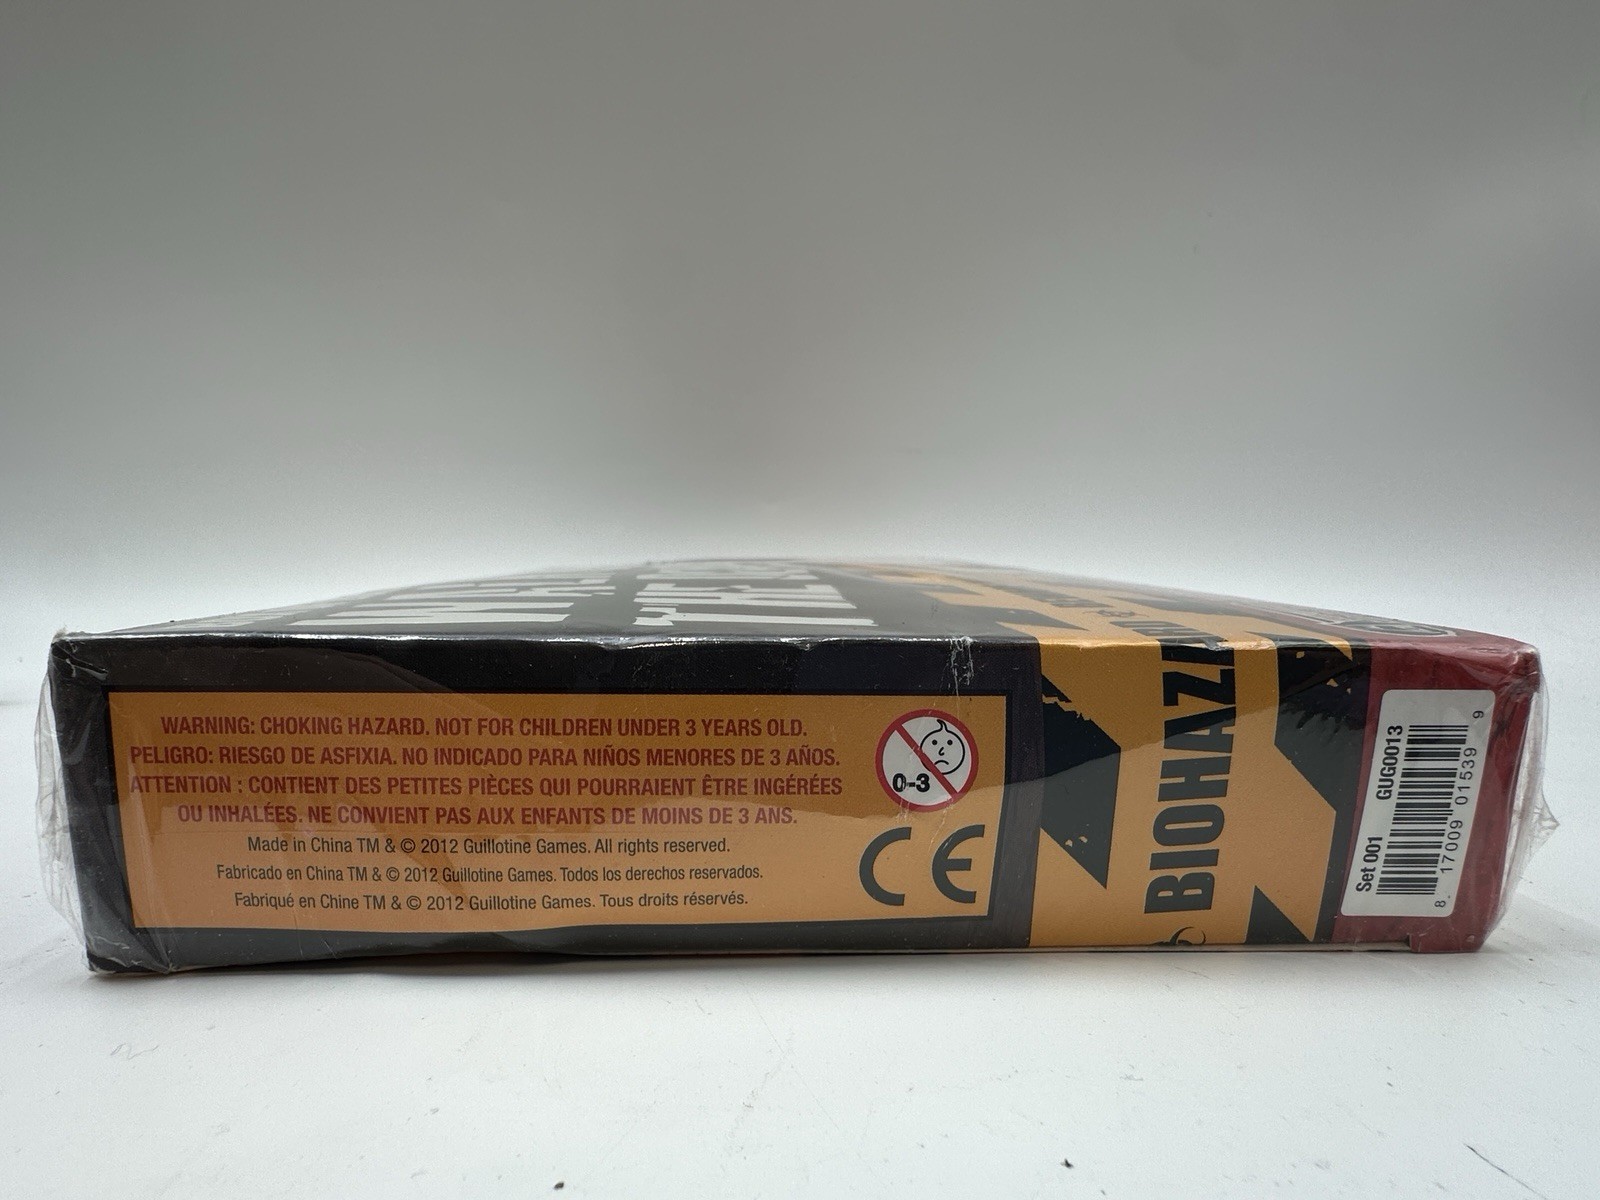 WARNING: CHOKING HAZARD. NOT FOR CHILDREN UNDER 3 YEARS OLD.
PELIGRO: RIESGO DE ASFIXIA. NO INDICADO PARA NIÑOS MENORES DE 3 AÑOS.
ATTENTION : CONTIENT DES PETITES PIÈCES QUI POURRAIENT ÊTRE INGÉRÉES
OU INHALÉES. NE CONVIENT PAS AUX ENFANTS DE MOINS DE 3 ANS.
Made in China TM & © 2012 Guillotine Games. All rights reserved.
Fabricado en China TM & © 2012 Guillotine Games. Todos los derechos reservados.
Fabriqué en Chine TM & © 2012 Guillotine Games. Tous droits réservés.
0-3
CE
BIOHAZARD
Set 001 GUG0013
8 17009 01539 9